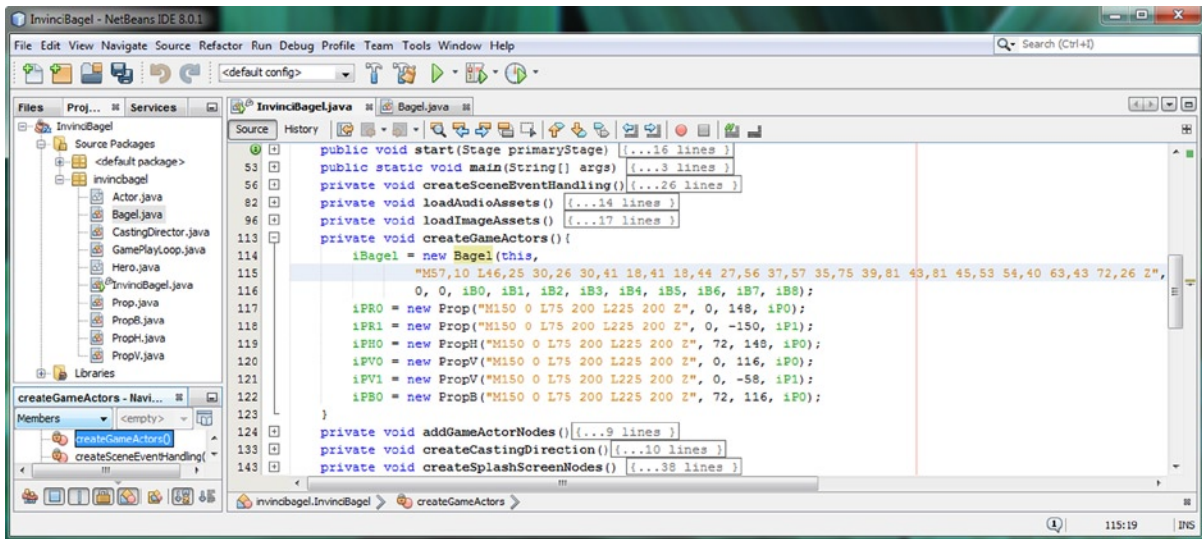 InvinciBagel - NetBeans IDE 8.0.1
File Edit View Navigate Source Refactor Run Debug Profile Team Tools Window Help
Search (Ctrl+I)
<default config>
Files Proj... Services
InvinciBagel.java Bagel.java
Source History
InvinciBagel
Source Packages
<default package>
invincibagel
Actor.java
Bagel.java
CastingDirector.java
GamePlayLoop.java
Hero.java
InvinciBagel.java
Prop.java
PropB.java
PropH.java
PropV.java
Libraries
createGameActors - Navi...
Members <empty>
createGameActors()
createSceneEventHandling(
public void start(Stage primaryStage) {...16 lines }
53 public static void main(String[] args) {...3 lines }
56 private void createSceneEventHandling() {...26 lines }
82 private void loadAudioAssets() {...14 lines }
96 private void loadImageAssets() {...17 lines }
113 private void createGameActors(){
114 iBagel = new Bagel(this,
115 "M57,10 L46,25 30,26 30,41 18,41 18,44 27,56 37,57 35,75 39,81 43,81 45,53 54,40 63,43 72,26 Z",
116 0, 0, iB0, iB1, iB2, iB3, iB4, iB5, iB6, iB7, iB8);
117 iPR0 = new Prop("M150 0 L75 200 L225 200 Z", 0, 148, iP0);
118 iPR1 = new Prop("M150 0 L75 200 L225 200 Z", 0, -150, iP1);
119 iPH0 = new PropH("M150 0 L75 200 L225 200 Z", 72, 148, iP0);
120 iPV0 = new PropV("M150 0 L75 200 L225 200 Z", 0, 116, iP0);
121 iPV1 = new PropV("M150 0 L75 200 L225 200 Z", 0, -58, iP1);
122 iPB0 = new PropB("M150 0 L75 200 L225 200 Z", 72, 116, iP0);
123 }
124 private void addGameActorNodes() {...9 lines }
133 private void createCastingDirection() {...10 lines }
143 private void createSplashScreenNodes() {...38 lines }
invincibagel.InvinciBagel createGameActors
1 115:19 INS